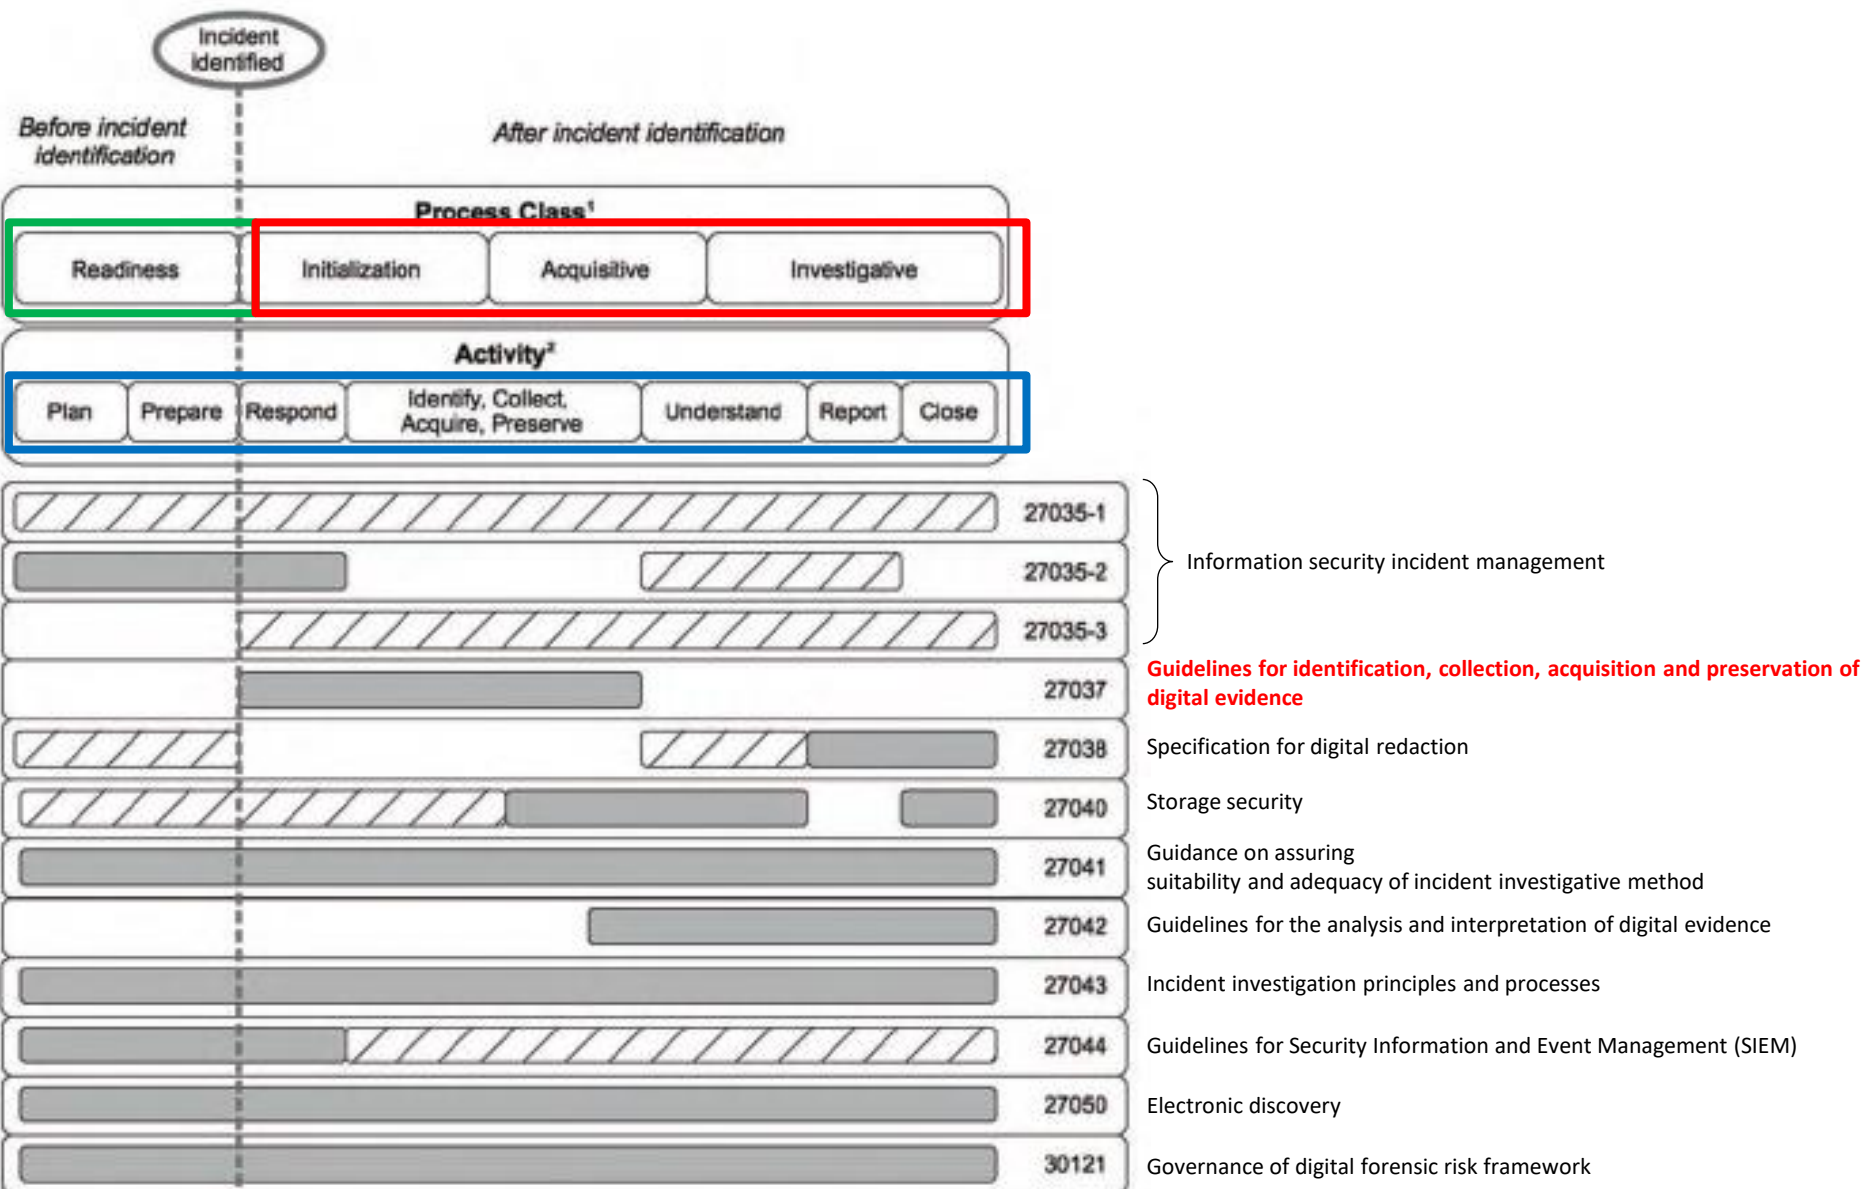 Incident
identified
Before incident
identification
After incident identification
Process Class¹
Readiness
Initialization
Acquisitive
Investigative
Activity²
Plan
Prepare
Respond
Identify, Collect,
Acquire, Preserve
Understand
Report
Close
27035-1
27035-2
27035-3
Information security incident management
27037
Guidelines for identification, collection, acquisition and preservation of
digital evidence
27038
Specification for digital redaction
27040
Storage security
27041
Guidance on assuring
suitability and adequacy of incident investigative method
27042
Guidelines for the analysis and interpretation of digital evidence
27043
Incident investigation principles and processes
27044
Guidelines for Security Information and Event Management (SIEM)
27050
Electronic discovery
30121
Governance of digital forensic risk framework